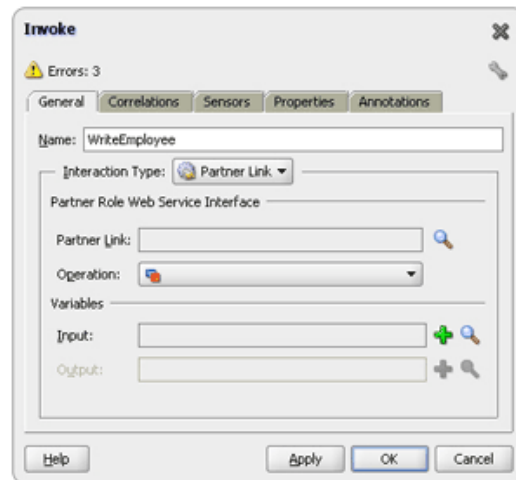 Invoke
Errors: 3
General Correlations Sensors Properties Annotations
Name: WriteEmployee
Interaction Type: Partner Link
Partner Role Web Service Interface
Partner Link:
Operation:
Variables
Input:
Output:
Help Apply OK Cancel